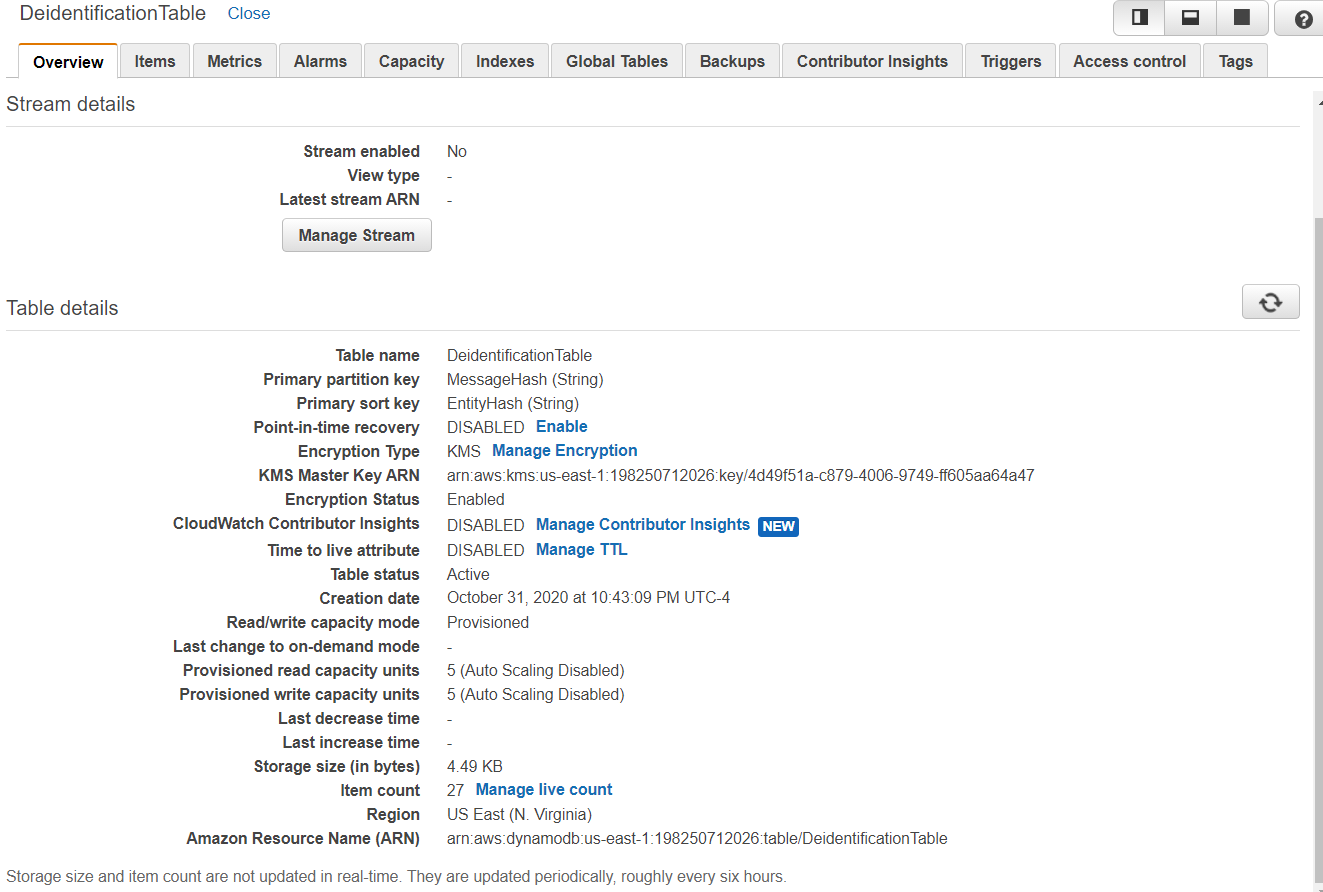 DeidentificationTable Close
Overview Items Metrics Alarms Capacity Indexes Global Tables Backups Contributor Insights Triggers Access control Tags
Stream details
Stream enabled No
View type -
Latest stream ARN -
Manage Stream
Table details
Table name DeidentificationTable
Primary partition key MessageHash (String)
Primary sort key EntityHash (String)
Point-in-time recovery DISABLED Enable
Encryption Type KMS Manage Encryption
KMS Master Key ARN arn:aws:kms:us-east-1:198250712026:key/4d49f51a-c879-4006-9749-ff605aa64a47
Encryption Status Enabled
CloudWatch Contributor Insights DISABLED Manage Contributor Insights NEW
Time to live attribute DISABLED Manage TTL
Table status Active
Creation date October 31, 2020 at 10:43:09 PM UTC-4
Read/write capacity mode Provisioned
Last change to on-demand mode -
Provisioned read capacity units 5 (Auto Scaling Disabled)
Provisioned write capacity units 5 (Auto Scaling Disabled)
Last decrease time -
Last increase time -
Storage size (in bytes) 4.49 KB
Item count 27 Manage live count
Region US East (N. Virginia)
Amazon Resource Name (ARN) arn:aws:dynamodb:us-east-1:198250712026:table/DeidentificationTable
Storage size and item count are not updated in real-time. They are updated periodically, roughly every six hours.